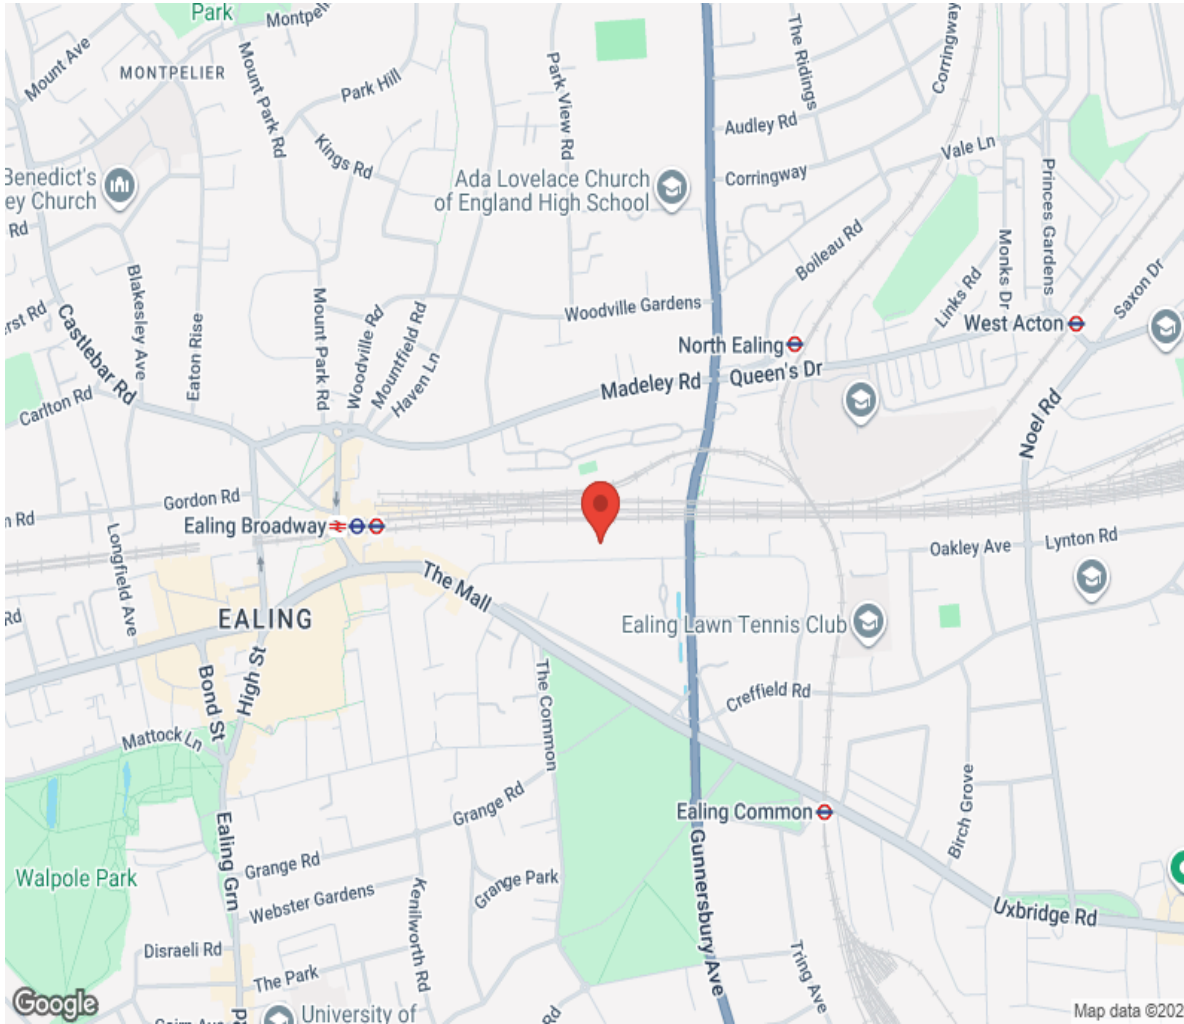 Park
Montpeli
Mount Ave
MONTPELIER
Mount Park Rd
Park Hill
Kings Rd
Park View Rd
The Ridings
Corringway
Audley Rd
Vale Ln
Corringway
Benedict's
ey Church
Ada Lovelace Church
of England High School
Princes Gardens
Rd
Boileau Rd
Monks Dr
Saxon Dr
Links Rd
Blakesley Ave
Eaton Rise
Mount Park Rd
Woodville Rd
Mountfield Rd
Haven Ln
Woodville Gardens
erst Rd
Castlebar Rd
West Acton
North Ealing
Queen's Dr
Madeley Rd
Carlton Rd
Noel Rd
Gordon Rd
n Rd
Ealing Broadway
Longfield Ave
Oakley Ave
Lynton Rd
The Mall
Rd
EALING
Ealing Lawn Tennis Club
High St
Bond St
The Common
Creffield Rd
Mattock Ln
Grange Rd
Ealing Common
Birch Grove
Ealing Grn
Gunnersbury Ave
Grange Rd
Walpole Park
Grange Park
Kenilworth Rd
Webster Gardens
Uxbridge Rd
Disraeli Rd
The Park
Tring Ave
Google
University of
Rd
Map data ©202